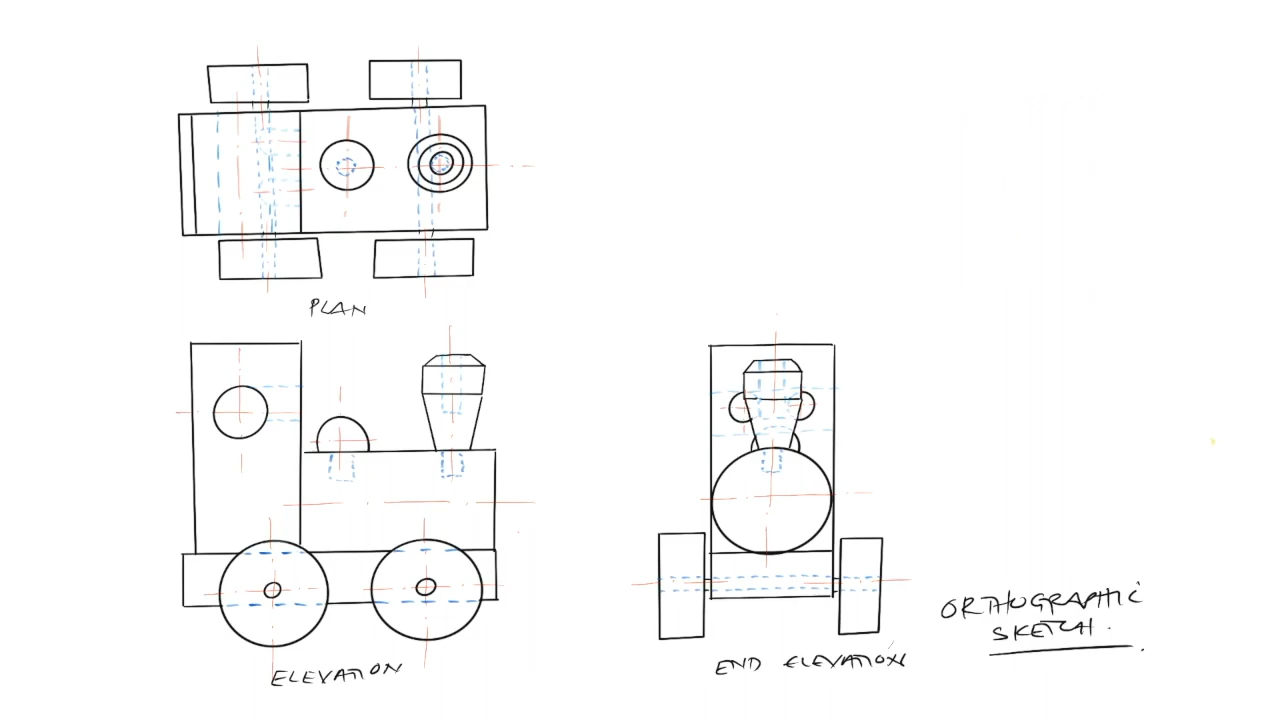 PLAN
ELEVATION
END ELEVATION
ORTHOGRAPHIC
SKETCH.